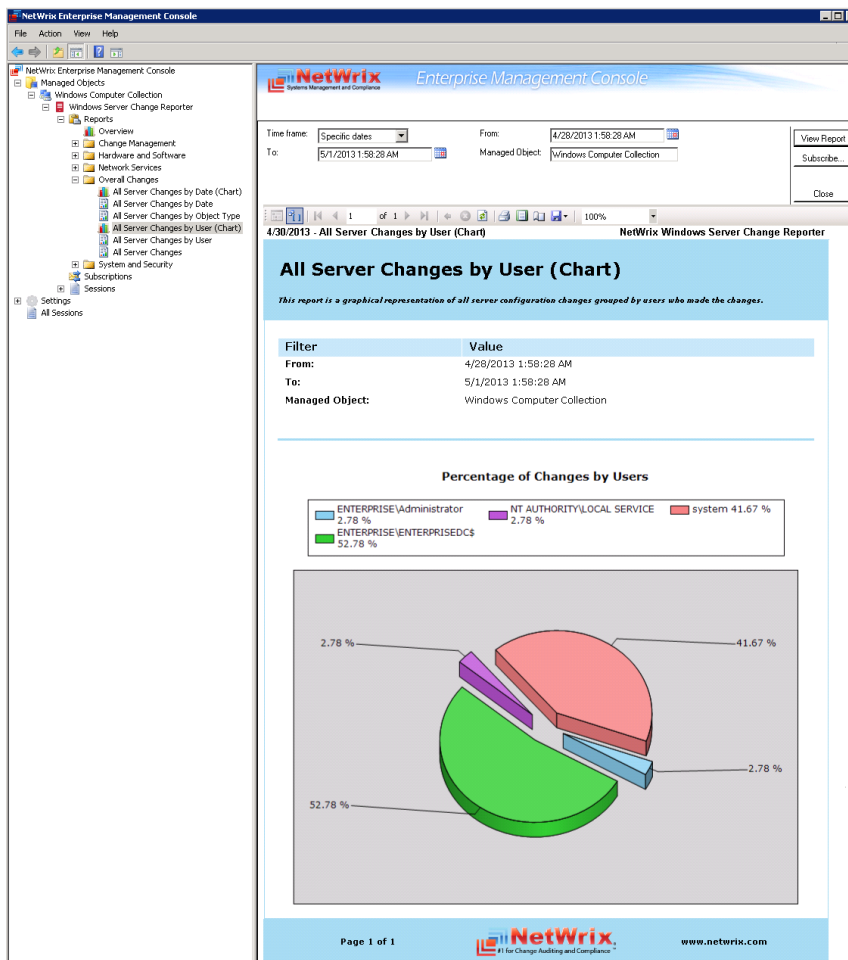 NetWrix Enterprise Management Console
File Action View Help
NetWrix Enterprise Management Console
Managed Objects
Windows Computer Collection
Windows Server Change Reporter
Reports
Overview
Change Management
Hardware and Software
Network Services
Overall Changes
All Server Changes by Date (Chart)
All Server Changes by Date
All Server Changes by Object Type
All Server Changes by User (Chart)
All Server Changes by User
All Server Changes
System and Security
Subscriptions
Sessions
Settings
All Sessions
NetWrix Enterprise Management Console
Systems Management and Compliance
Time frame: Specific dates From: 4/28/2013 1:58:28 AM View Report
To: 5/1/2013 1:58:28 AM Managed Object: Windows Computer Collection Subscribe...
Close
1 of 1 100%
4/30/2013 - All Server Changes by User (Chart) NetWrix Windows Server Change Reporter
All Server Changes by User (Chart)
This report is a graphical representation of all server configuration changes grouped by users who made the changes.
Filter Value
From: 4/28/2013 1:58:28 AM
To: 5/1/2013 1:58:28 AM
Managed Object: Windows Computer Collection
Percentage of Changes by Users
ENTERPRISE\Administrator NT AUTHORITY\LOCAL SERVICE system 41.67 %
2.78 % 2.78 %
ENTERPRISE\ENTERPRISEDC$
52.78 %
2.78 % 41.67 %
2.78 %
52.78 %
Page 1 of 1 NetWrix www.netwrix.com
#1 for Change Auditing and Compliance